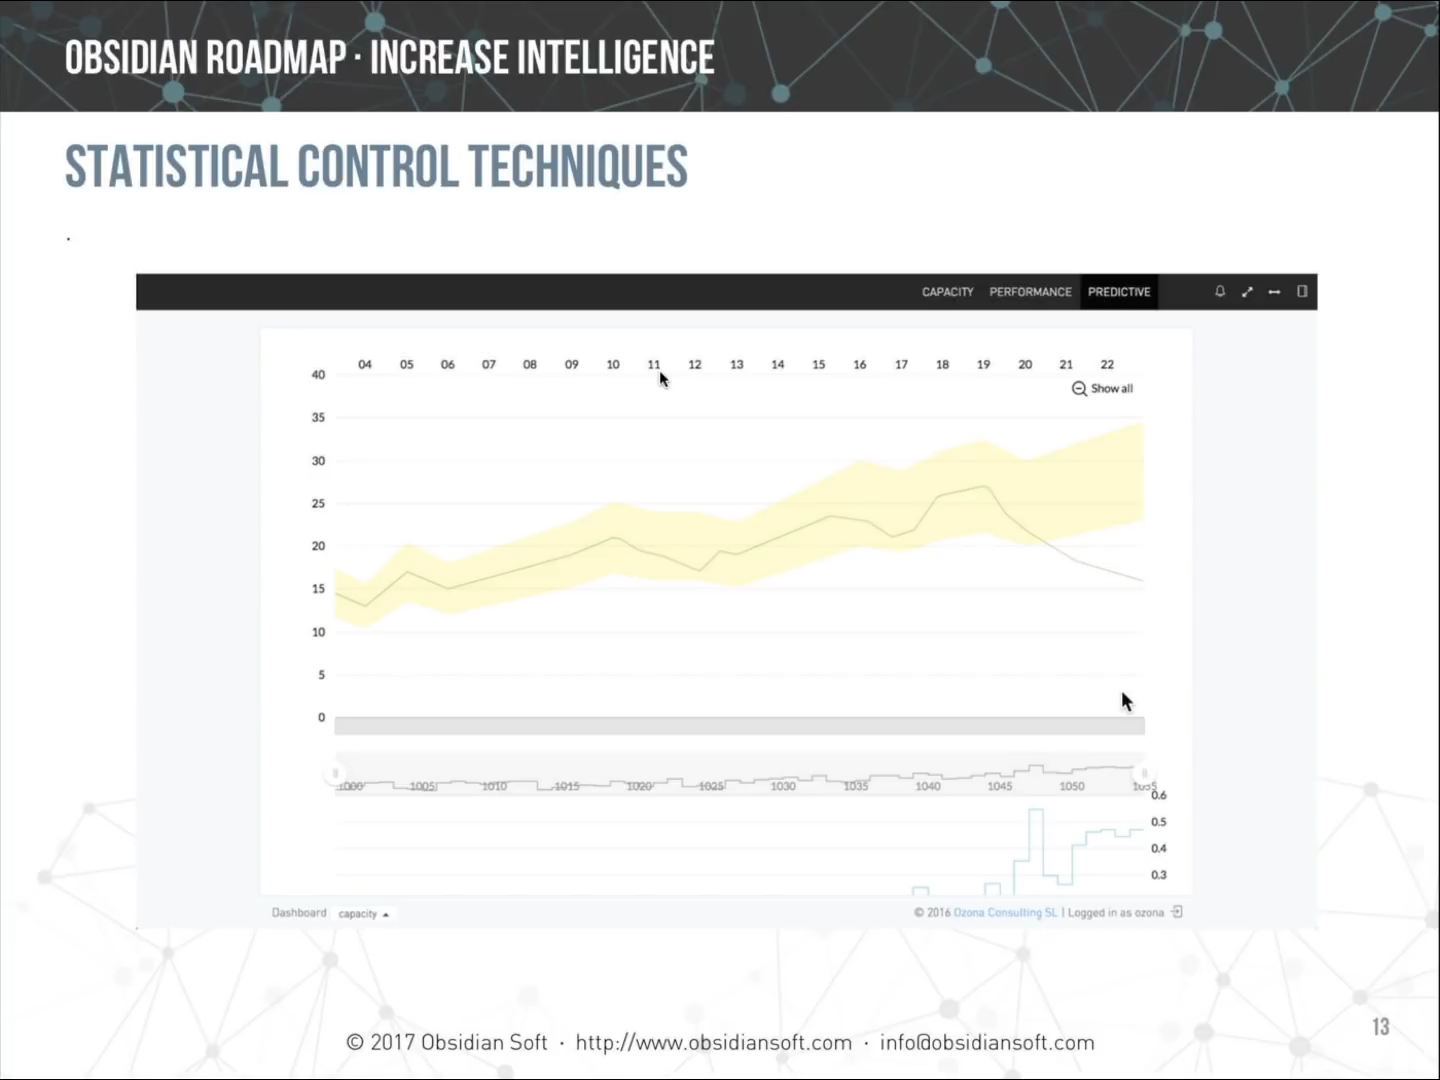 OBSIDIAN ROADMAP · INCREASE INTELLIGENCE
STATISTICAL CONTROL TECHNIQUES
.
CAPACITY PERFORMANCE PREDICTIVE
04 05 06 07 08 09 10 11 12 13 14 15 16 17 18 19 20 21 22
40
Show all
35
30
25
20
15
10
5
0
1000 1005 1010 1015 1020 1025 1030 1035 1040 1045 1050 1055
0.6
0.5
0.4
0.3
Dashboard capacity © 2016 Ozona Consulting SL | Logged in as ozona
13
© 2017 Obsidian Soft · http://www.obsidiansoft.com · info@obsidiansoft.com